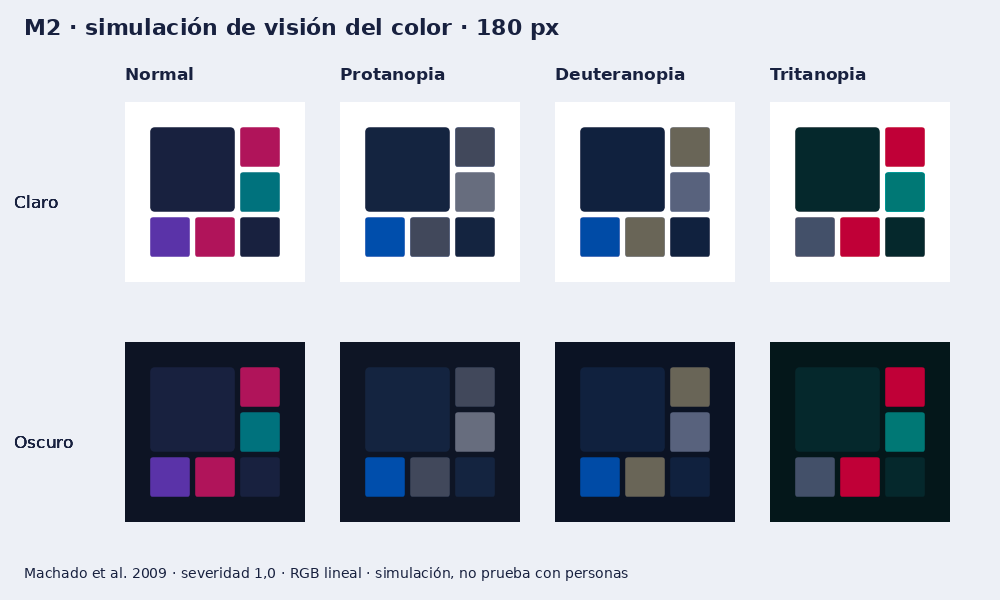 M2 · simulación de visión del color · 180 px
Normal Protanopia Deuteranopia Tritanopia
Claro
Oscuro
Machado et al. 2009 · severidad 1,0 · RGB lineal · simulación, no prueba con personas